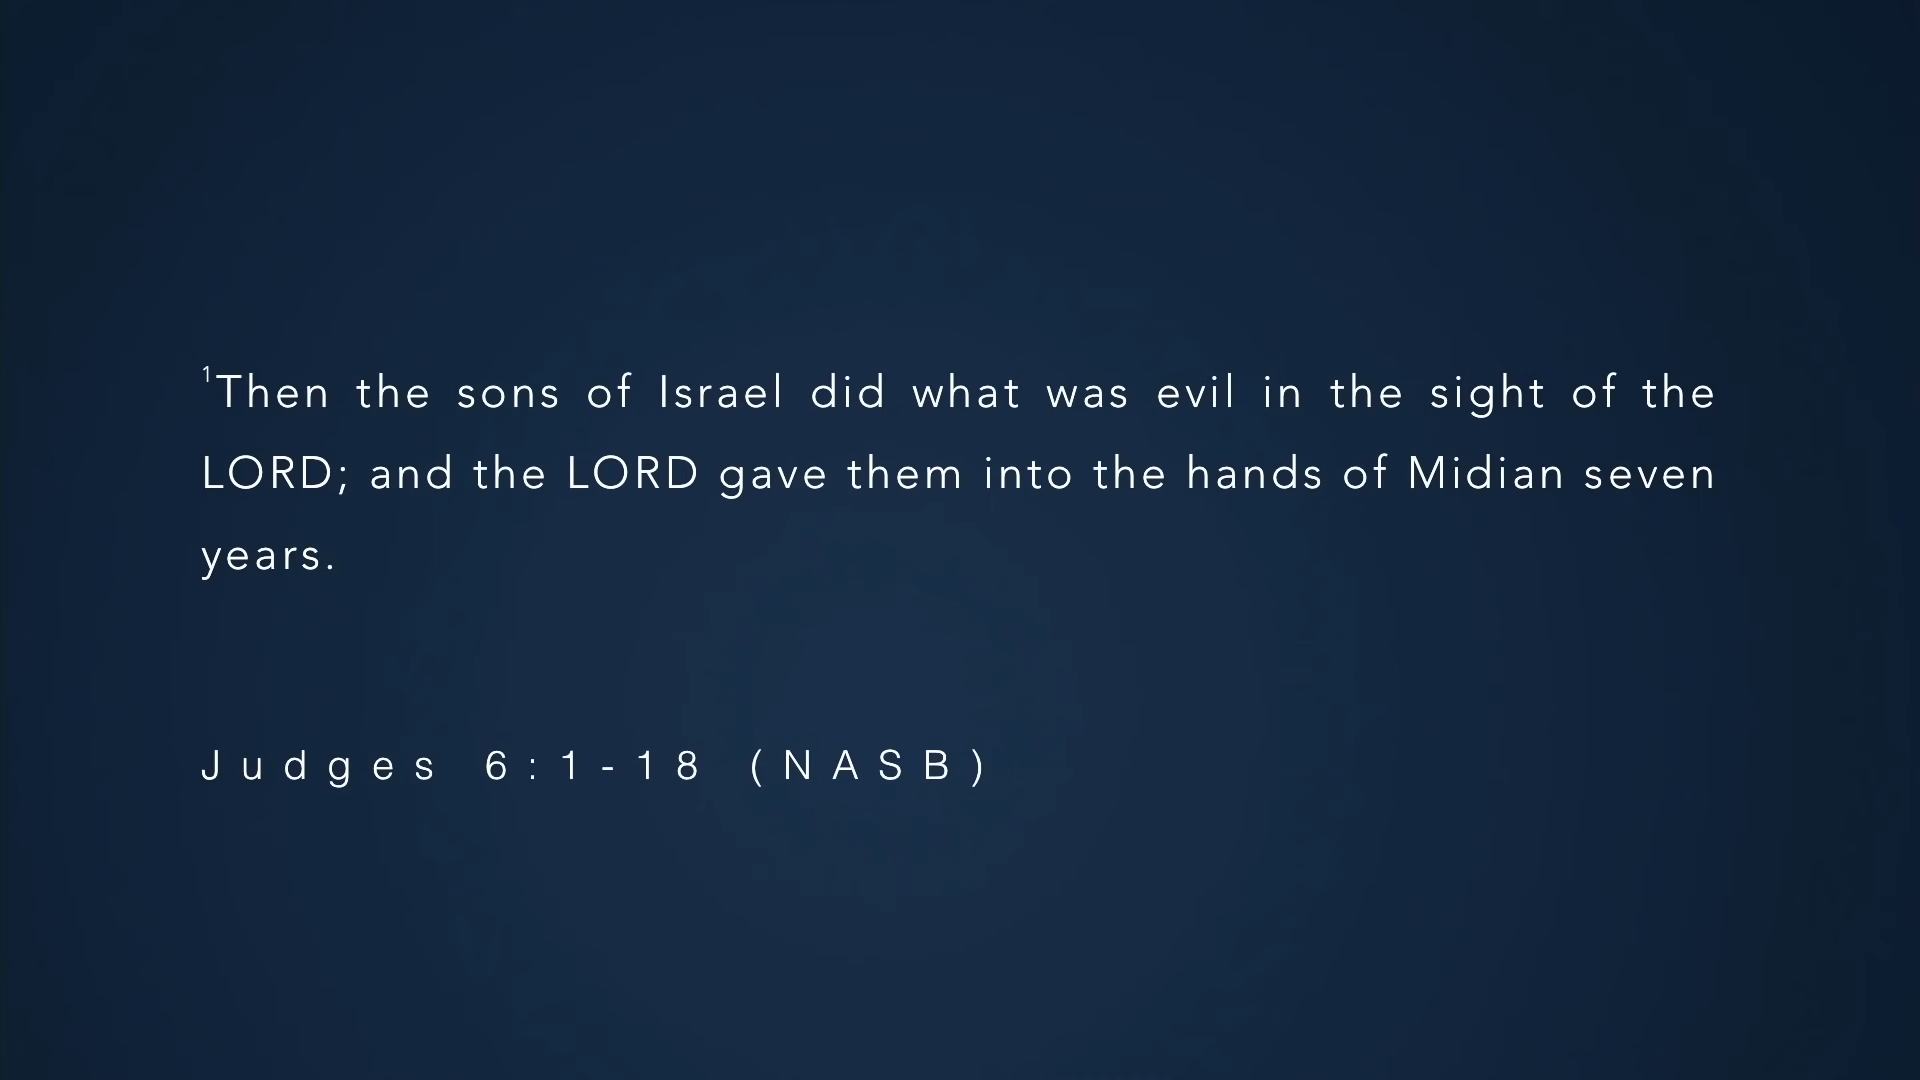 ¹Then the sons of Israel did what was evil in the sight of the
LORD; and the LORD gave them into the hands of Midian seven
years.
Judges 6:1-18 (NASB)